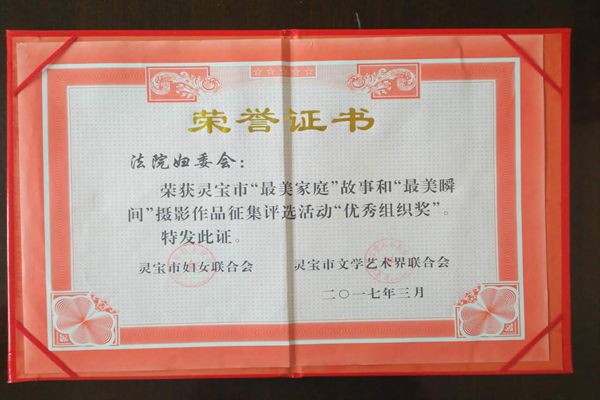 荣誉证书
法院妇委会：
荣获灵宝市“最美家庭”故事和“最美瞬
间”摄影作品征集评选活动“优秀组织奖”。
特发此证。
灵宝市妇女联合会 灵宝市文学艺术界联合会
二〇一七年三月